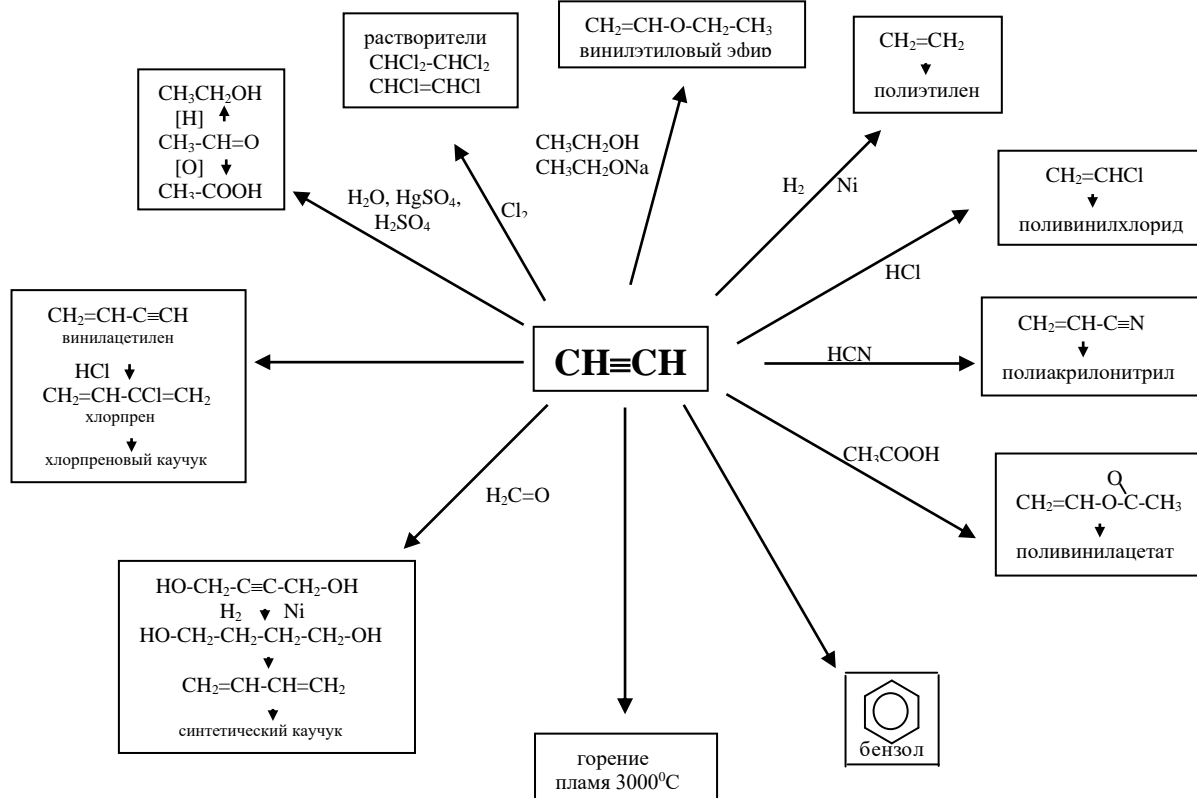 растворители
CHCl₂-CHCl₂
CHCl=CHCl
CH₂=CH-O-CH₂-CH₃
винилэтиловый эфир
CH₂=CH₂
полиэтилен
CH₃CH₂OH
[H]
CH₃-CH=O
[O]
CH₃-COOH
H₂O, HgSO₄,
H₂SO₄
Cl₂
CH₃CH₂OH
CH₃CH₂ONa
H₂ Ni
CH₂=CHCl
поливинилхлорид
HCl
CH₂=CH-C≡CH
винилацетилен
HCl
CH₂=CH-CCl=CH₂
хлорпрен
хлорпреновый каучук
CH≡CH
HCN
CH₂=CH-C≡N
полиакрилонитрил
CH₃COOH
O
CH₂=CH-O-C-CH₃
поливинилацетат
H₂C=O
HO-CH₂-C≡C-CH₂-OH
H₂ Ni
HO-CH₂-CH₂-CH₂-CH₂-OH
CH₂=CH-CH=CH₂
синтетический каучук
горение
пламя 3000⁰C
бензол